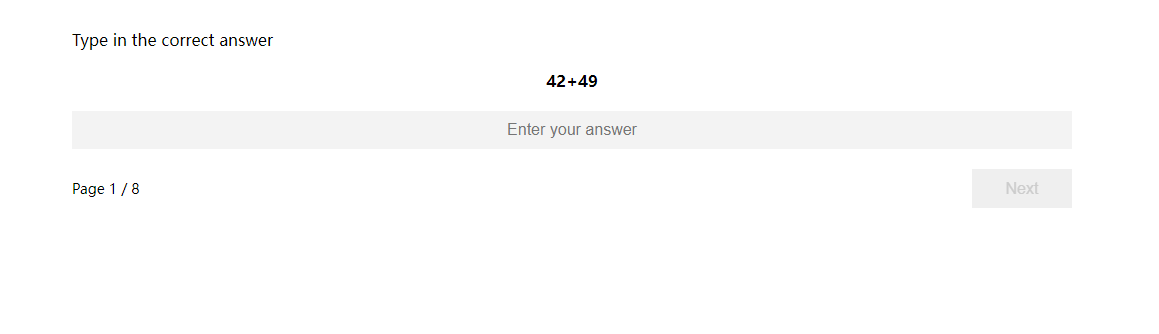 Type in the correct answer
42+49
Enter your answer
Page 1 / 8
Next